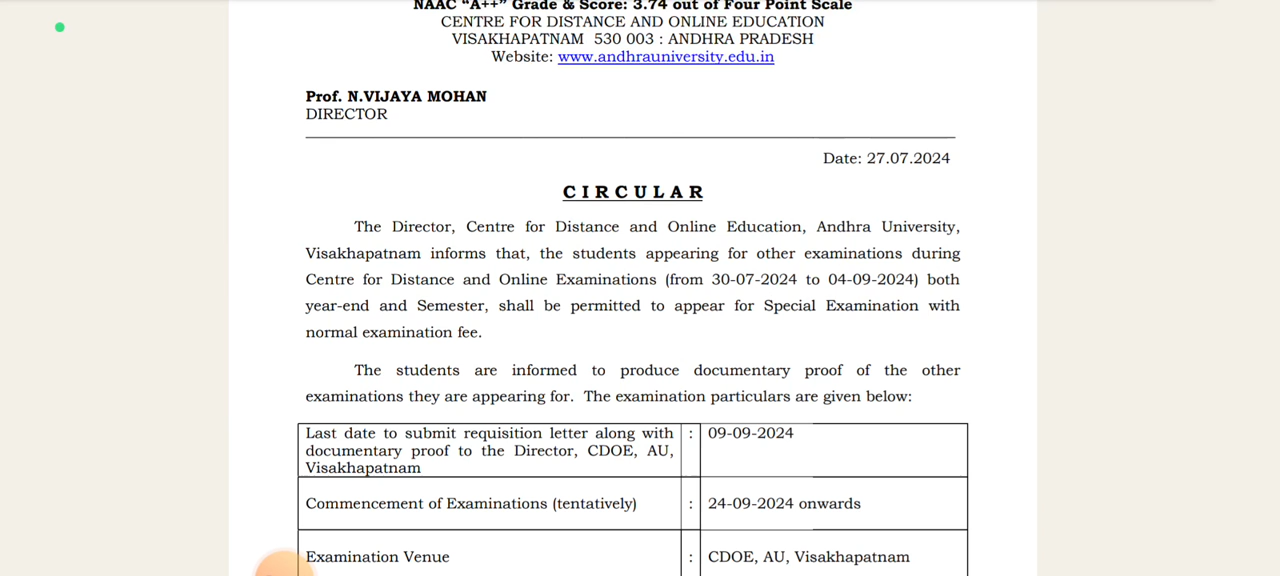 NAAC “A++” Grade & Score: 3.74 out of Four Point Scale
CENTRE FOR DISTANCE AND ONLINE EDUCATION
VISAKHAPATNAM 530 003 : ANDHRA PRADESH
Website: www.andhrauniversity.edu.in
Prof. N.VIJAYA MOHAN
DIRECTOR
Date: 27.07.2024
C I R C U L A R
The Director, Centre for Distance and Online Education, Andhra University,
Visakhapatnam informs that, the students appearing for other examinations during
Centre for Distance and Online Examinations (from 30-07-2024 to 04-09-2024) both
year-end and Semester, shall be permitted to appear for Special Examination with
normal examination fee.
The students are informed to produce documentary proof of the other
examinations they are appearing for. The examination particulars are given below:
Last date to submit requisition letter along with : 09-09-2024
documentary proof to the Director, CDOE, AU,
Visakhapatnam
Commencement of Examinations (tentatively) : 24-09-2024 onwards
Examination Venue : CDOE, AU, Visakhapatnam